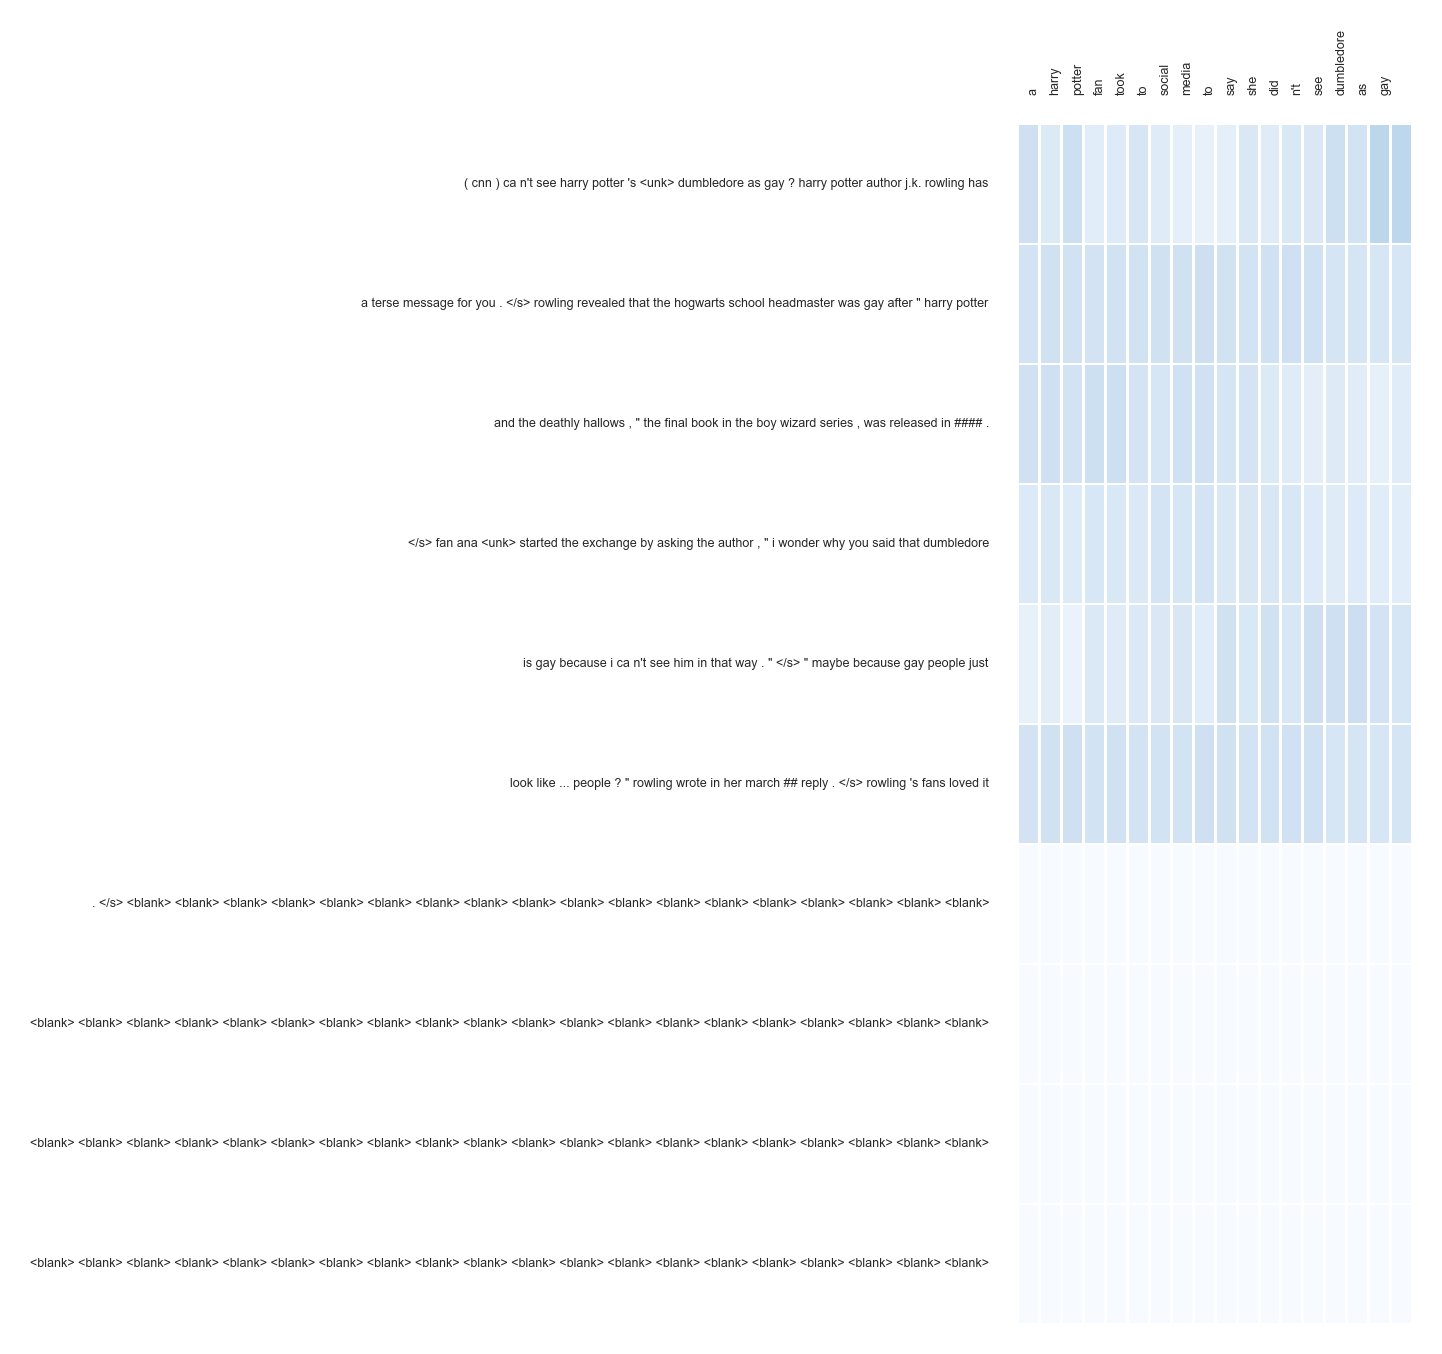 a harry potter fan took to social media to say she did n't see dumbledore as gay
( cnn ) ca n't see harry potter 's <unk> dumbledore as gay ? harry potter author j.k. rowling has
a terse message for you . </s> rowling revealed that the hogwarts school headmaster was gay after " harry potter
and the deathly hallows , " the final book in the boy wizard series , was released in #### .
</s> fan ana <unk> started the exchange by asking the author , " i wonder why you said that dumbledore
is gay because i ca n't see him in that way . " </s> " maybe because gay people just
look like ... people ? " rowling wrote in her march ## reply . </s> rowling 's fans loved it
. </s> <blank> <blank> <blank> <blank> <blank> <blank> <blank> <blank> <blank> <blank> <blank> <blank> <blank> <blank> <blank> <blank> <blank> <blank>
<blank> <blank> <blank> <blank> <blank> <blank> <blank> <blank> <blank> <blank> <blank> <blank> <blank> <blank> <blank> <blank> <blank> <blank> <blank> <blank>
<blank> <blank> <blank> <blank> <blank> <blank> <blank> <blank> <blank> <blank> <blank> <blank> <blank> <blank> <blank> <blank> <blank> <blank> <blank> <blank>
<blank> <blank> <blank> <blank> <blank> <blank> <blank> <blank> <blank> <blank> <blank> <blank> <blank> <blank> <blank> <blank> <blank> <blank> <blank> <blank>